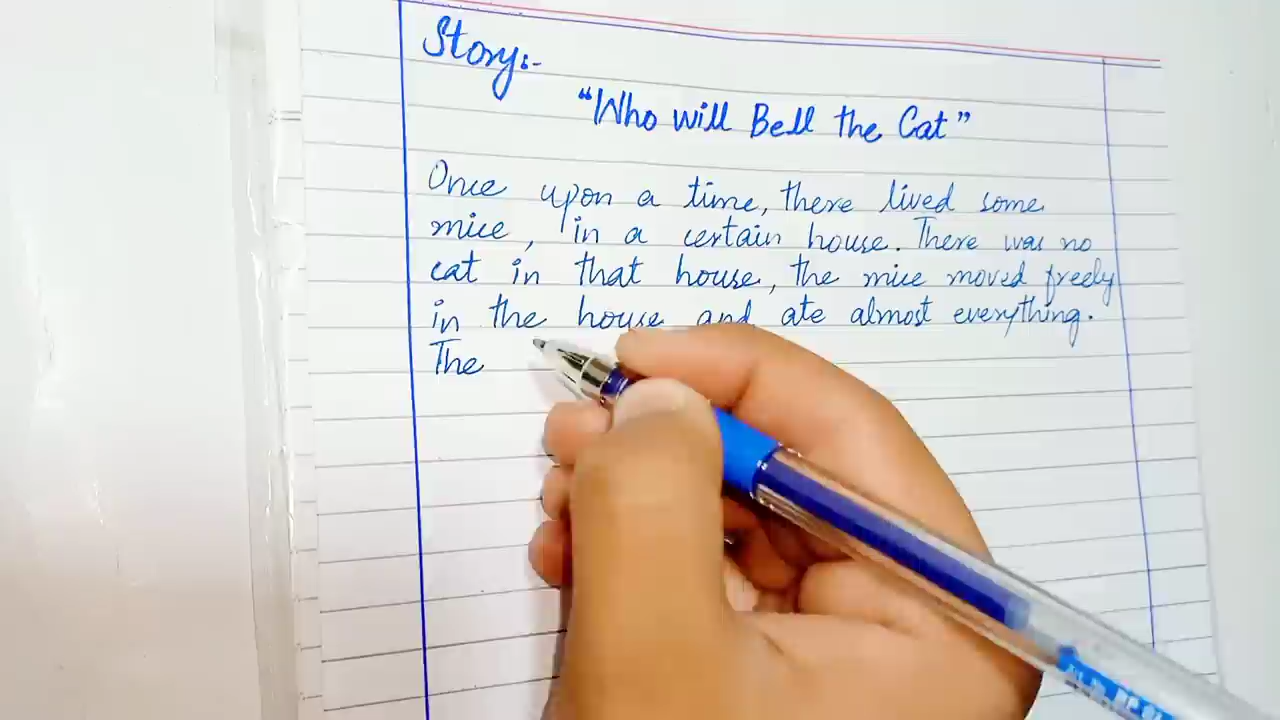 Story:-
"Who will Bell the Cat"
Once upon a time, there lived some
mice, in a certain house. There was no
cat in that house, the mice moved freely
in the house and ate almost everything.
The